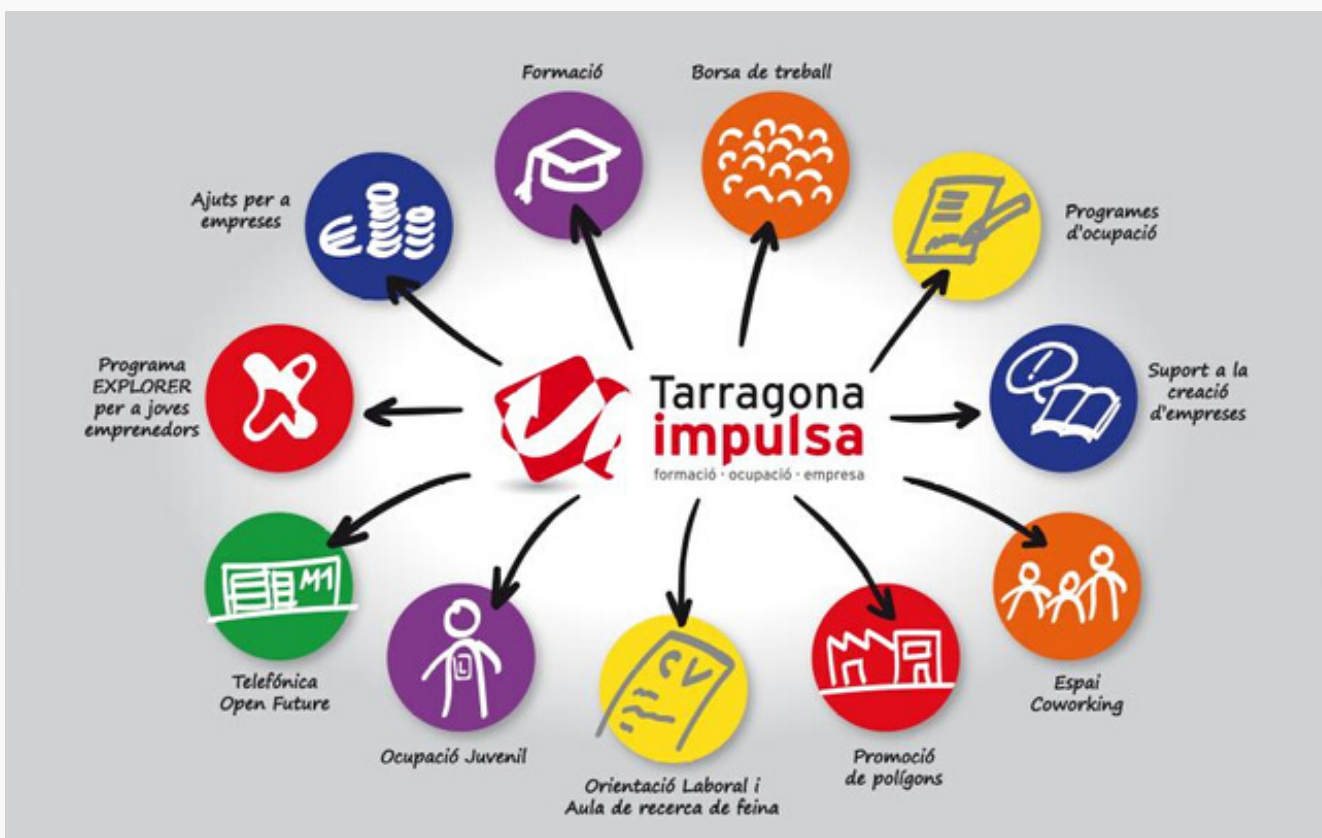 Formació
Borsa de treball
Ajuts per a
empreses
Programes
d'ocupació
Programa
EXPLORER
per a joves
emprenedors
Suport a la
creació
d'empreses
Tarragona
impulsa
formació · ocupació · empresa
M1
Telefónica
Open Future
L
Ocupació Juvenil
CV
Orientació Laboral i
Aula de recerca de feina
Promoció
de polígons
Espai
Coworking